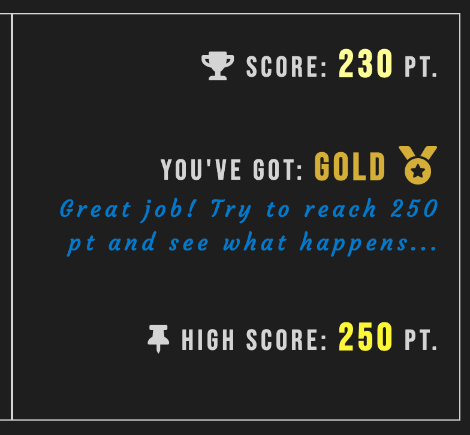 SCORE: 230 PT.
YOU'VE GOT: GOLD
Great job! Try to reach 250
pt and see what happens...
HIGH SCORE: 250 PT.